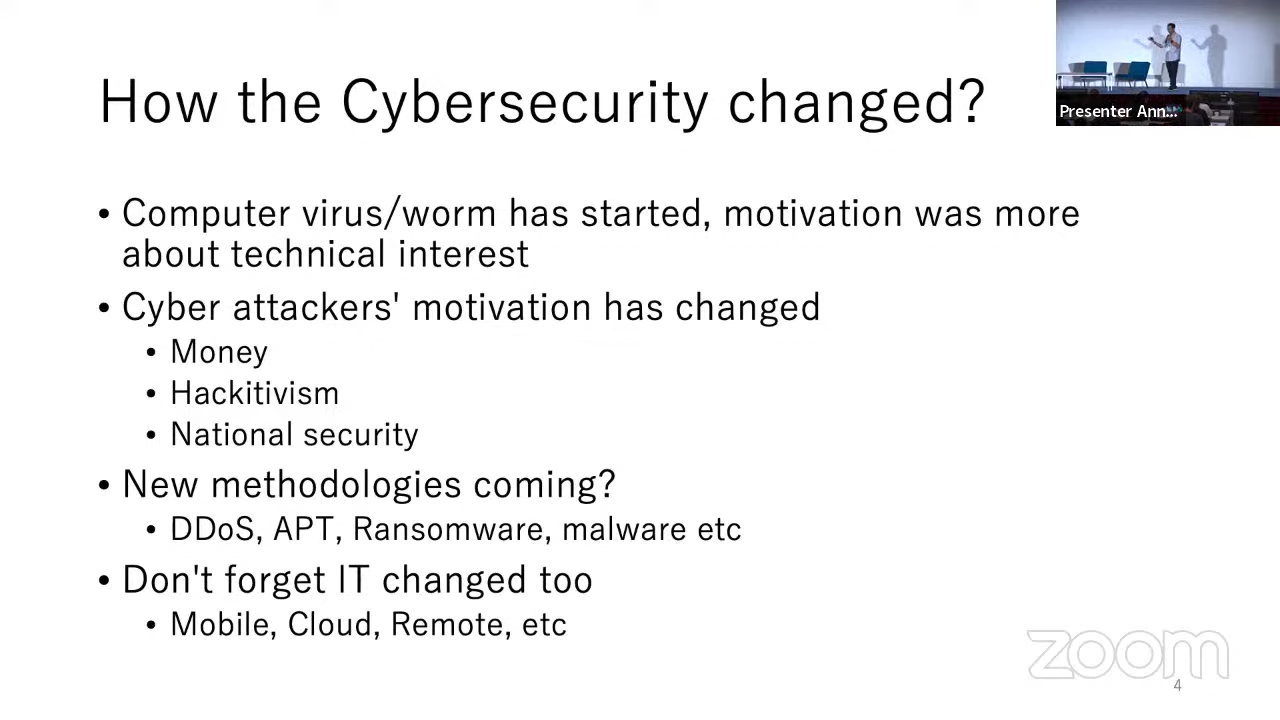 How the Cybersecurity changed?
Presenter Ann...
• Computer virus/worm has started, motivation was more
about technical interest
• Cyber attackers' motivation has changed
• Money
• Hackitivism
• National security
• New methodologies coming?
• DDoS, APT, Ransomware, malware etc
• Don't forget IT changed too
• Mobile, Cloud, Remote, etc
zoom
4